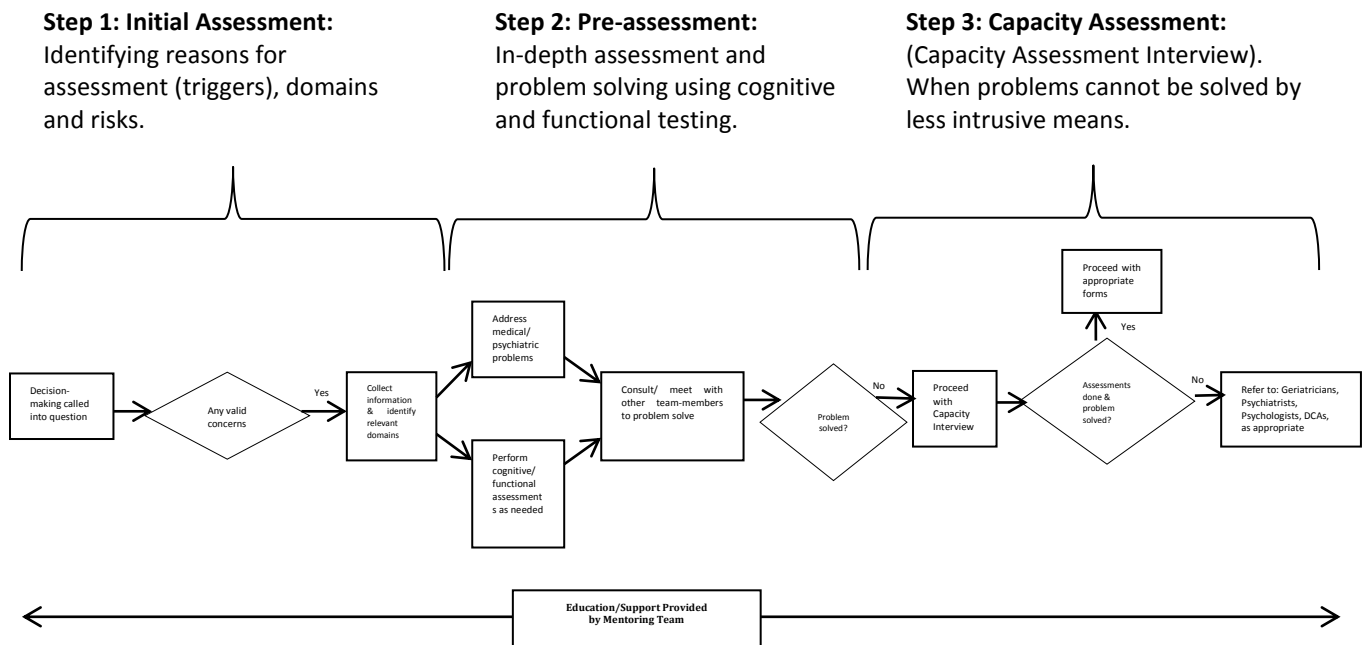 Step 1: Initial Assessment:
Identifying reasons for
assessment (triggers), domains
and risks.
Step 2: Pre-assessment:
In-depth assessment and
problem solving using cognitive
and functional testing.
Step 3: Capacity Assessment:
(Capacity Assessment Interview).
When problems cannot be solved by
less intrusive means.
Decision-
making called
into question
Any valid
concerns
Yes
Collect
information
& identify
relevant
domains
Address
medical/
psychiatric
problems
Perform
cognitive/
functional
assessment
s as needed
Consult/ meet with
other team-members
to problem solve
Problem
solved?
No
Proceed
with
Capacity
Interview
Assessments
done &
problem
solved?
Yes
Proceed with
appropriate
forms
No
Refer to: Geriatricians,
Psychiatrists,
Psychologists, DCAs,
as appropriate
Education/Support Provided
by Mentoring Team